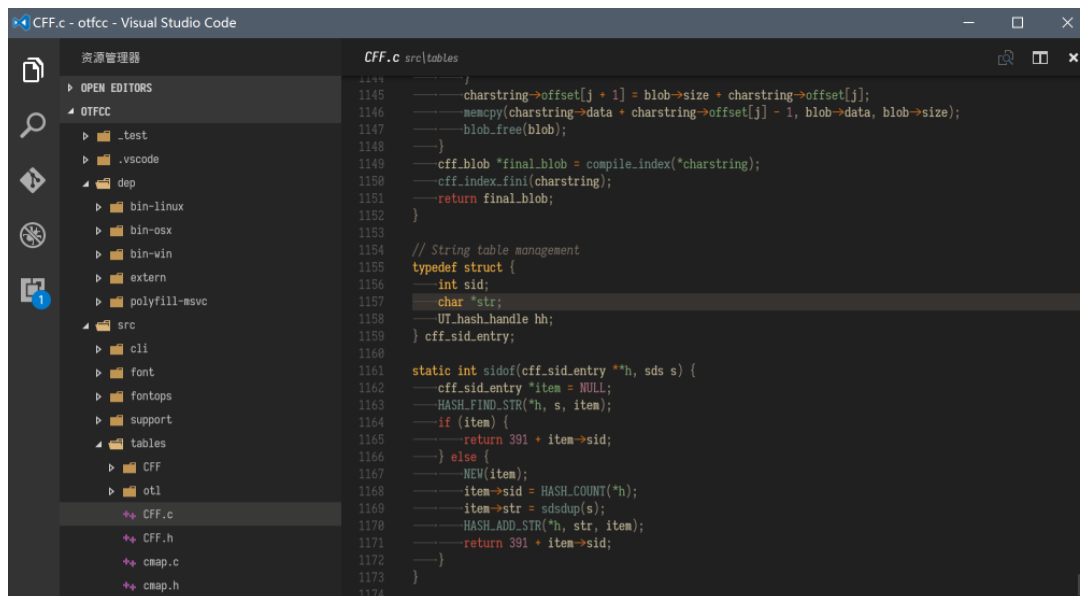 CFF.c - otfcc - Visual Studio Code
资源管理器
OPEN EDITORS
OTFCC
_test
.vscode
dep
bin-linux
bin-osx
bin-win
extern
polyfill-msvc
src
cli
font
fontops
support
tables
CFF
otl
CFF.c
CFF.h
cmap.c
cmap.h
1
CFF.c src\tables
1144 }
1145 charstring→offset[j + 1] = blob→size + charstring→offset[j];
1146 memcpy(charstring→data + charstring→offset[j] - 1, blob→data, blob→size);
1147 blob_free(blob);
1148 }
1149 cff_blob *final_blob = compile_index(*charstring);
1150 cff_index_fini(charstring);
1151 return final_blob;
1152 }
1153
1154 // String table management
1155 typedef struct {
1156 int sid;
1157 char *str;
1158 UT_hash_handle hh;
1159 } cff_sid_entry;
1160
1161 static int sidof(cff_sid_entry **h, sds s) {
1162 cff_sid_entry *item = NULL;
1163 HASH_FIND_STR(*h, s, item);
1164 if (item) {
1165 return 391 + item→sid;
1166 } else {
1167 NEW(item);
1168 item→sid = HASH_COUNT(*h);
1169 item→str = sdsdup(s);
1170 HASH_ADD_STR(*h, str, item);
1171 return 391 + item→sid;
1172 }
1173 }
1174